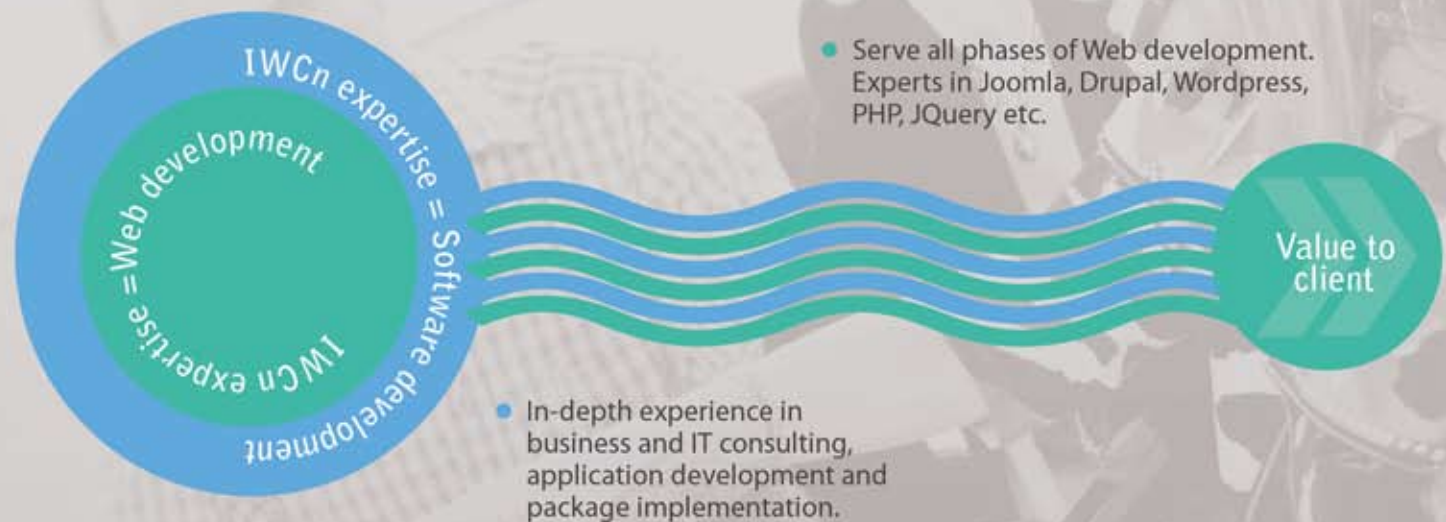 IWCn expertise = Software development
IWCn expertise =Web development
Serve all phases of Web development.
Experts in Joomla, Drupal, Wordpress,
PHP, JQuery etc.
Value to
client
In-depth experience in
business and IT consulting,
application development and
package implementation.